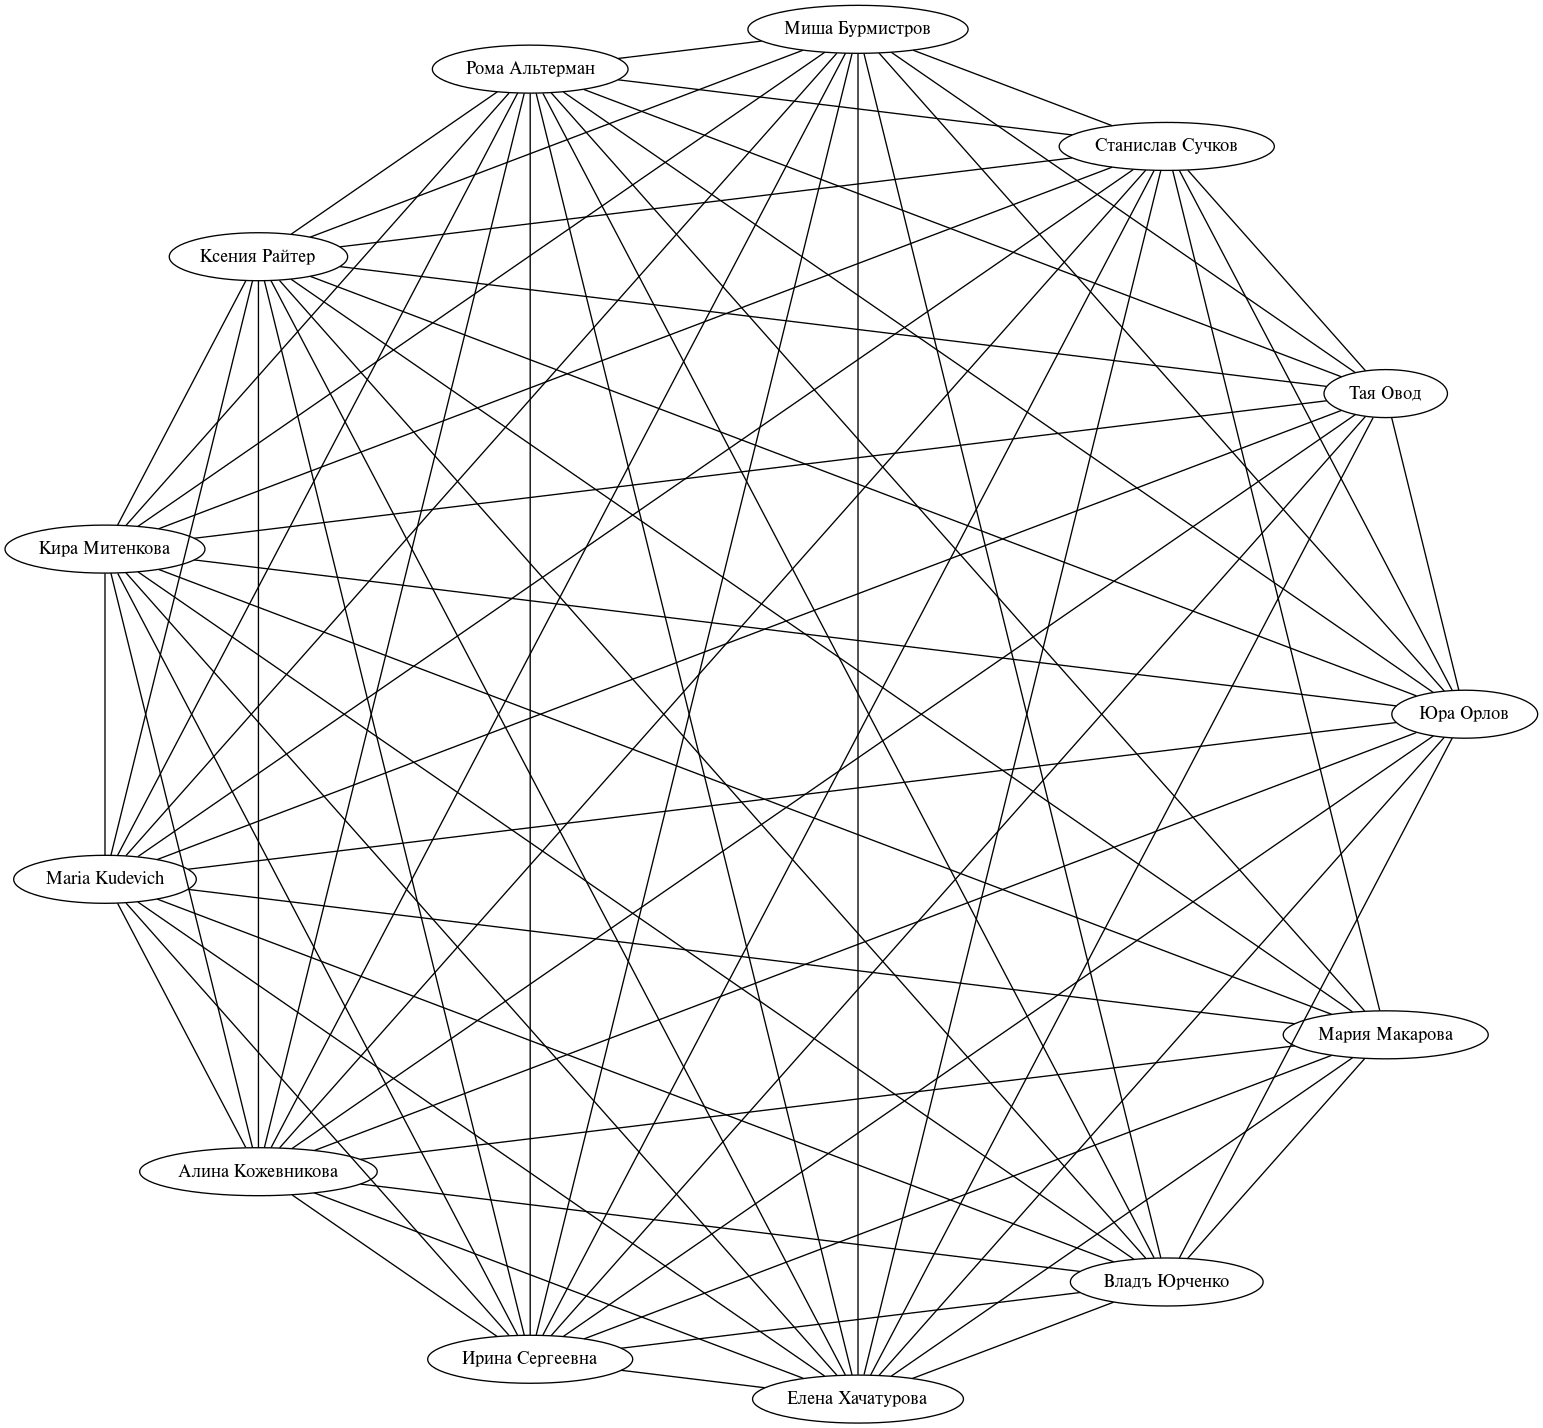 Миша Бурмистров
Рома Альтерман
Станислав Сучков
Ксения Райтер
Тая Овод
Кира Митенкова
Юра Орлов
Maria Kudevich
Мария Макарова
Алина Кожевникова
Владъ Юрченко
Ирина Сергеевна
Елена Хачатурова